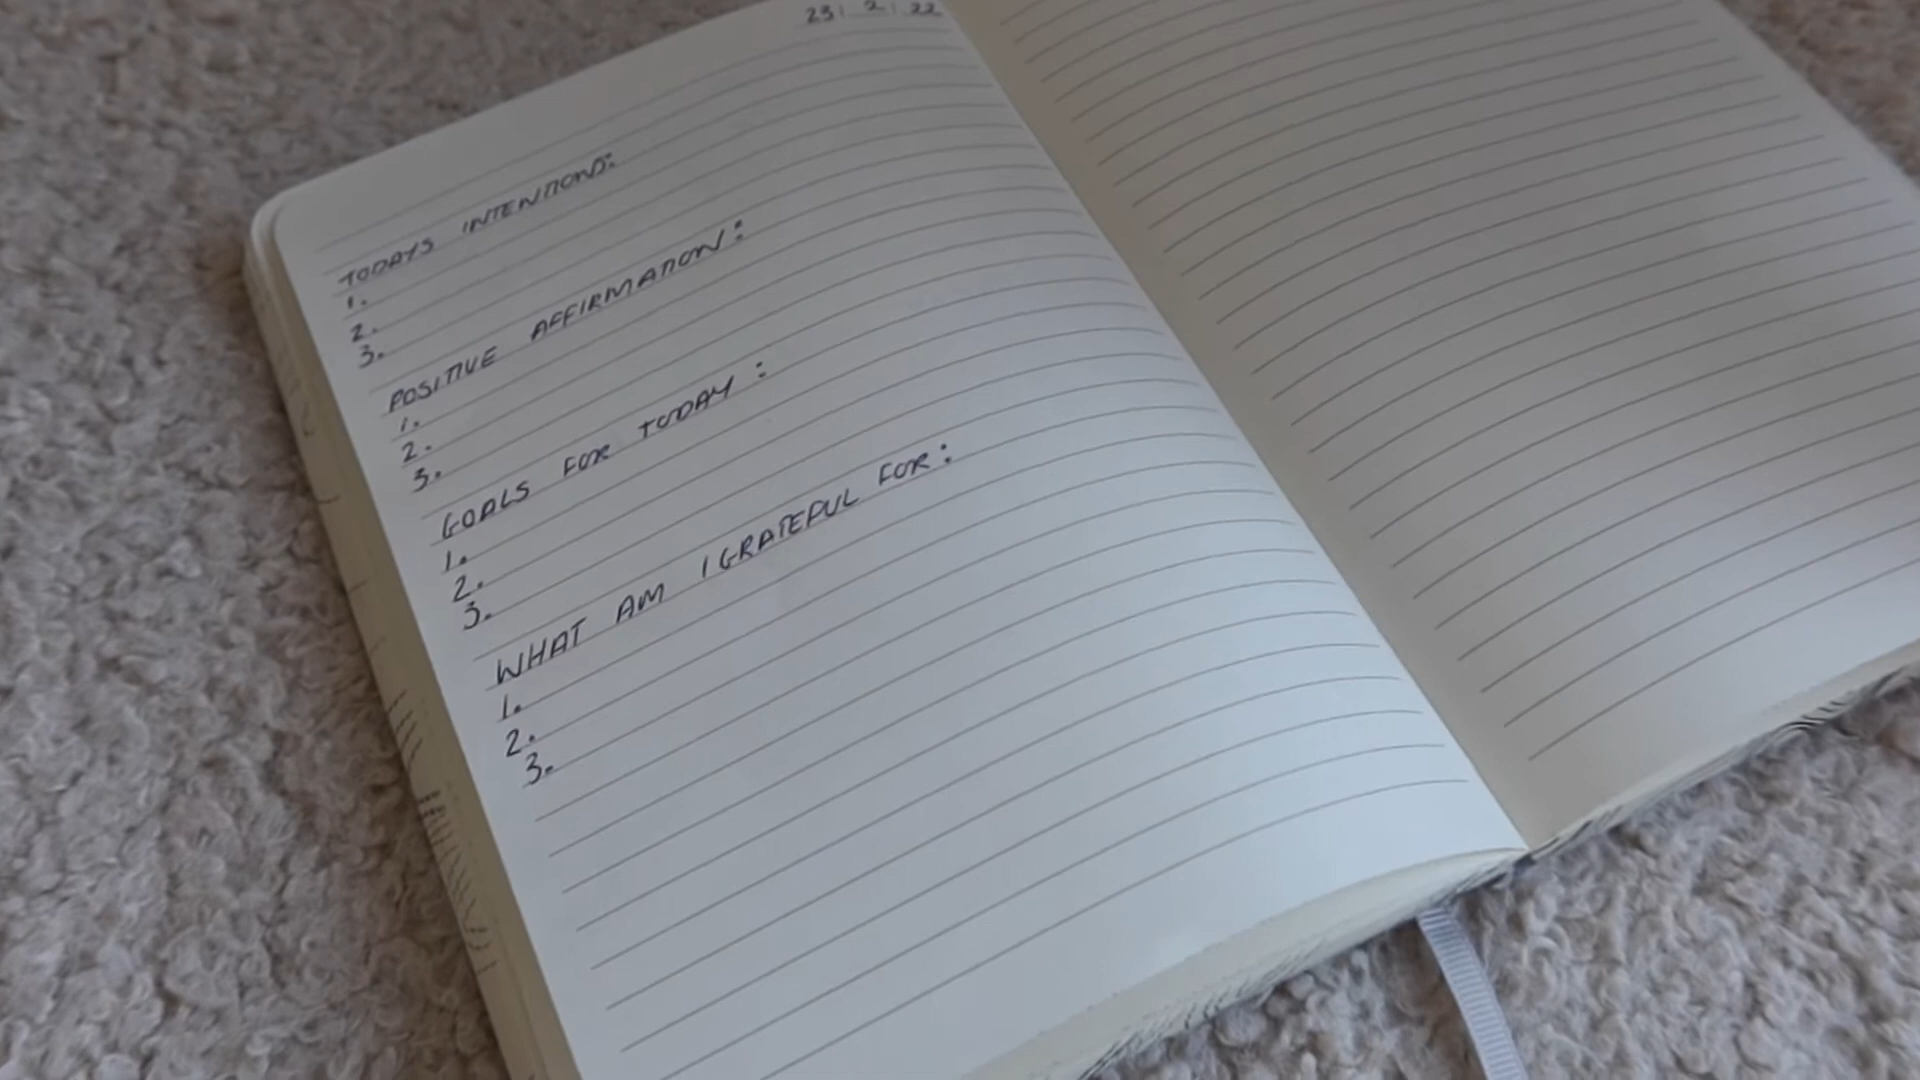 23 | 2 | 22
TODAYS INTENTIONS:
1.
2.
3.
POSITIVE AFFIRMATION:
1.
2.
3.
GOALS FOR TODAY :
1.
2.
3.
WHAT AM I GRATEFUL FOR:
1.
2.
3.